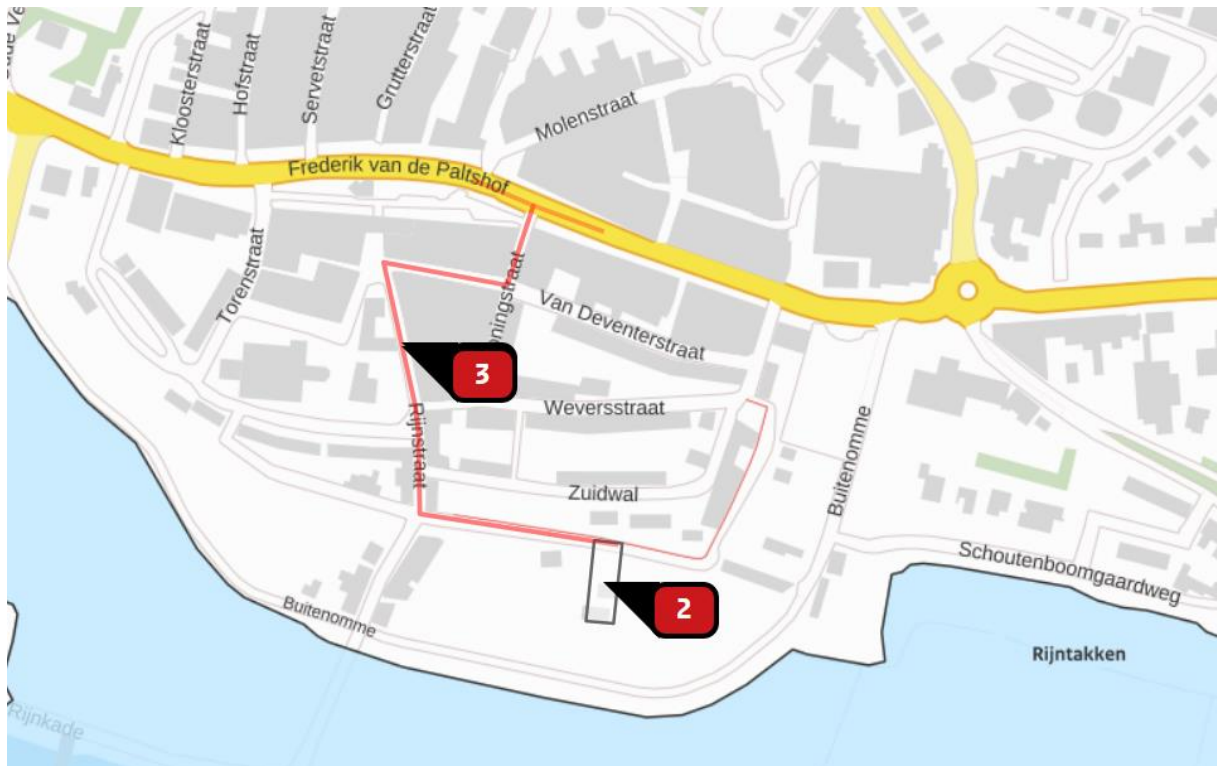 Kloosterstraat
Hofstraat
Servetstraat
Grutterstraat
Molenstraat
Frederik van de Paltshof
Torenstraat
Van Deventerstraat
3
Weversstraat
Rijnstraat
Buitenomme
Zuidwal
Schoutenboomgaardweg
2
Buitenomme
Rijntakken
Rijnkade